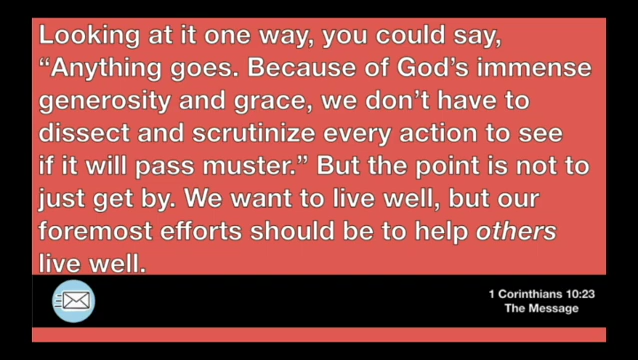 Looking at it one way, you could say,
“Anything goes. Because of God’s immense
generosity and grace, we don’t have to
dissect and scrutinize every action to see
if it will pass muster.” But the point is not to
just get by. We want to live well, but our
foremost efforts should be to help others
live well.
1 Corinthians 10:23
The Message